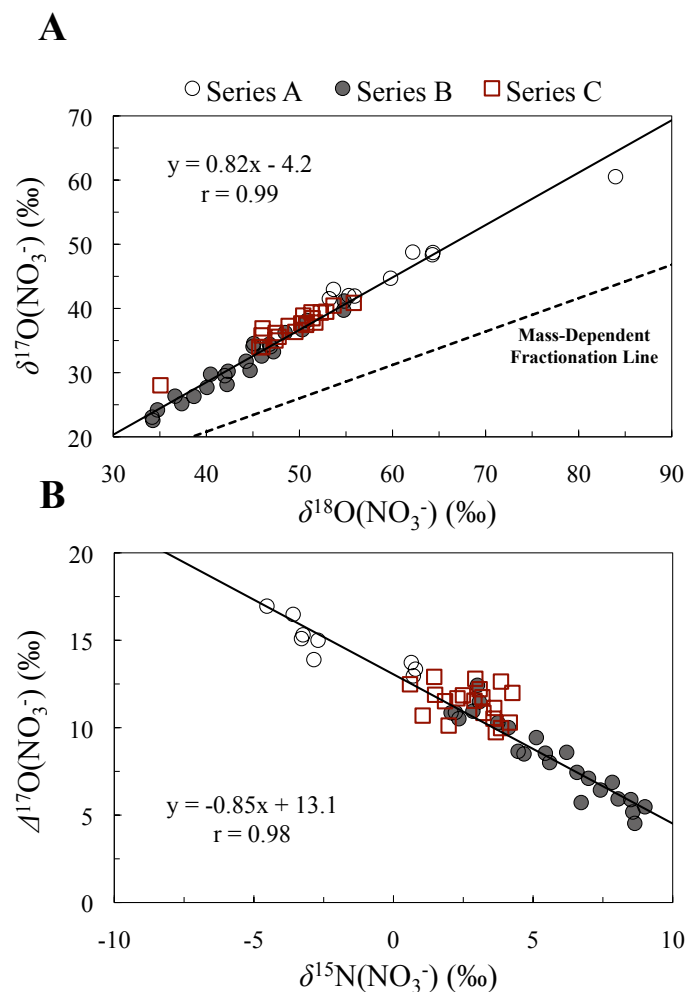 A
Series A Series B Series C
70
60
50
40
30
20
y = 0.82x - 4.2
r = 0.99
Mass-Dependent
Fractionation Line
δ¹⁷O(NO₃⁻) (‰)
30 40 50 60 70 80 90
δ¹⁸O(NO₃⁻) (‰)
B
20
15
10
5
0
y = -0.85x + 13.1
r = 0.98
Δ¹⁷O(NO₃⁻) (‰)
-10 -5 0 5 10
δ¹⁵N(NO₃⁻) (‰)